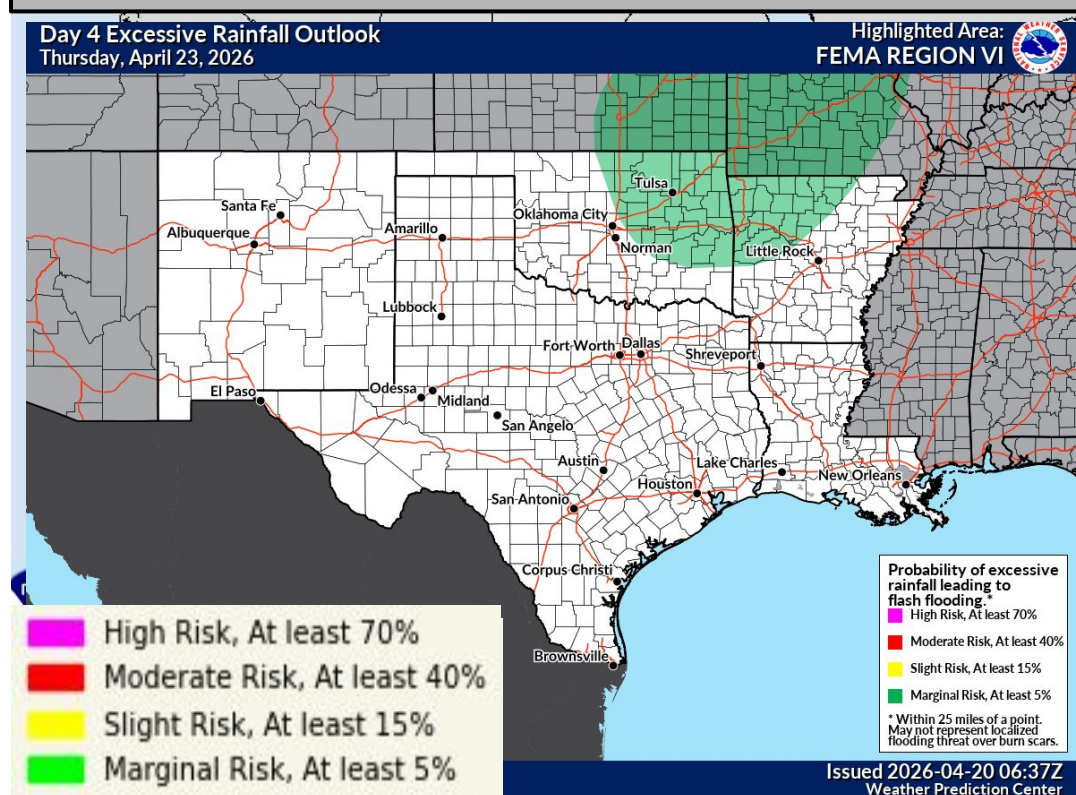 Day 4 Excessive Rainfall Outlook
Thursday, April 23, 2026
Highlighted Area:
FEMA REGION VI
Tulsa
Santa Fe
Oklahoma City
Albuquerque
Amarillo
Norman
Little Rock
Lubbock
Fort Worth
Dallas
Shreveport
El Paso
Odessa
Midland
San Angelo
Austin
Lake Charles
New Orleans
Houston
San Antonio
Corpus Christi
Brownsville
Probability of excessive
rainfall leading to
flash flooding.*
High Risk, At least 70%
Moderate Risk, At least 40%
Slight Risk, At least 15%
Marginal Risk, At least 5%
* Within 25 miles of a point.
May not represent localized
flooding threat over burn scars.
High Risk, At least 70%
Moderate Risk, At least 40%
Slight Risk, At least 15%
Marginal Risk, At least 5%
Issued 2026-04-20 06:37Z
Weather Prediction Center